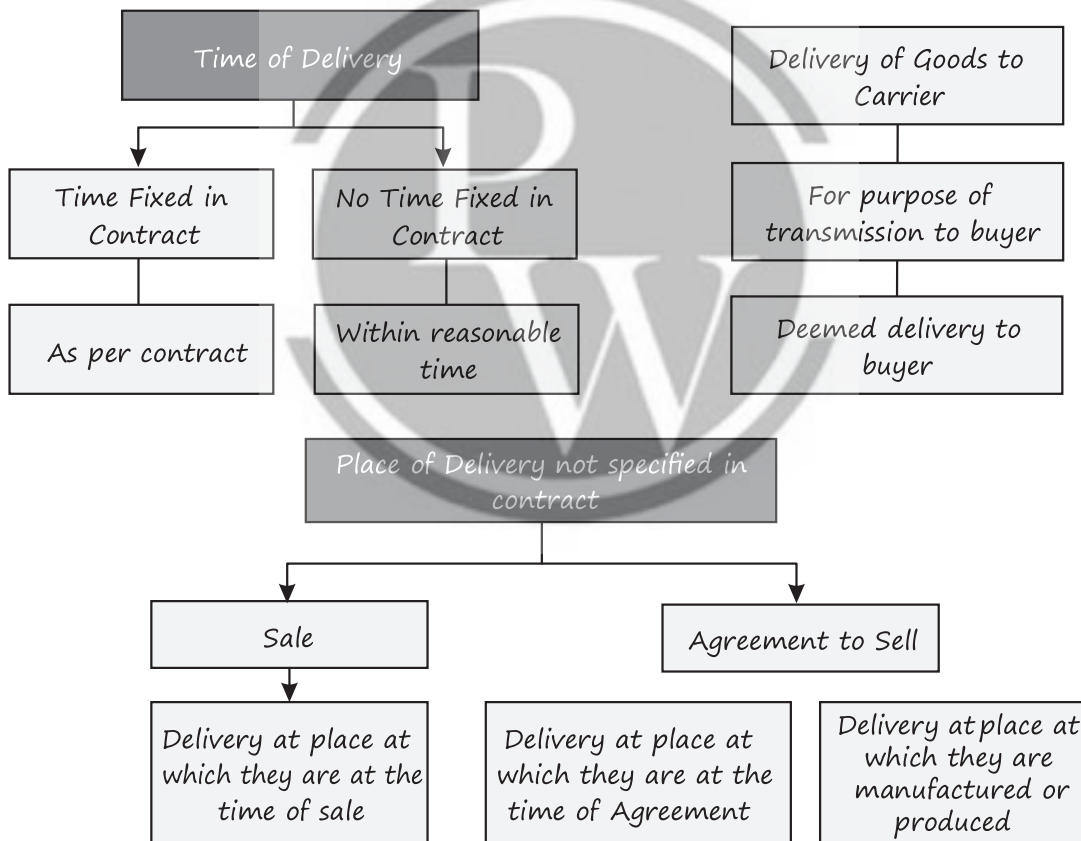 Time of Delivery
Time Fixed in
Contract
As per contract
No Time Fixed in
Contract
Within reasonable
time
Delivery of Goods to
Carrier
For purpose of
transmission to buyer
Deemed delivery to
buyer
PW
Place of Delivery not specified in
contract
Sale
Delivery at place at
which they are at the
time of sale
Agreement to Sell
Delivery at place at
which they are at the
time of Agreement
Delivery at place at
which they are
manufactured or
produced